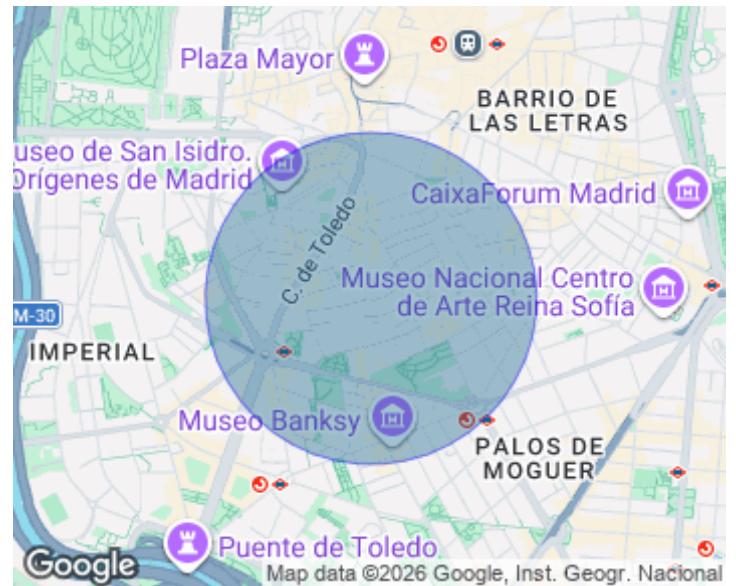 Plaza Mayor
BARRIO DE
LAS LETRAS
useo de San Isidro.
Orígenes de Madrid
CaixaForum Madrid
C. de Toledo
Museo Nacional Centro
de Arte Reina Sofía
M-30
IMPERIAL
Museo Banksy
PALOS DE
MOGUER
Puente de Toledo
Google
Map data ©2026 Google, Inst. Geogr. Nacional